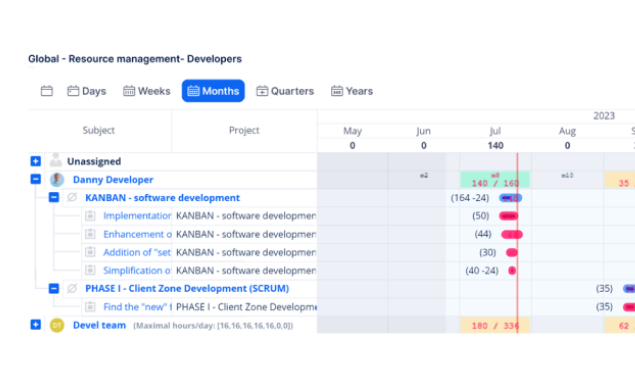 Global - Resource management- Developers
Days Weeks Months Quarters Years
2023
Subject Project May Jun Jul Aug
0 0 140 0
Unassigned
Danny Developer 140 / 160 35
KANBAN - software development (164 -24)
Implementation KANBAN - software developmen (50)
Enhancement o KANBAN - software developmen (44)
Addition of "set KANBAN - software developmen (30)
Simplification o KANBAN - software developmen (40 -24)
PHASE I - Client Zone Development (SCRUM) (35)
Find the "new" f PHASE I - Client Zone Developme (35)
DT Devel team (Maximal hours/day: [16,16,16,16,16,0,0]) 180 / 336 62